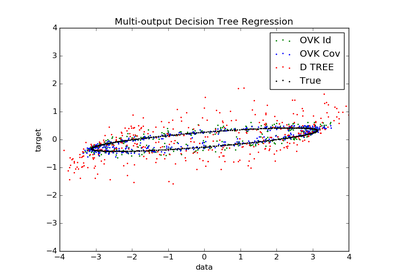 Multi-output Decision Tree Regression
4
3
2
1
0
−1
−2
−3
−4
target
OVK Id
OVK Cov
D TREE
True
−4 −3 −2 −1 0 1 2 3 4
data